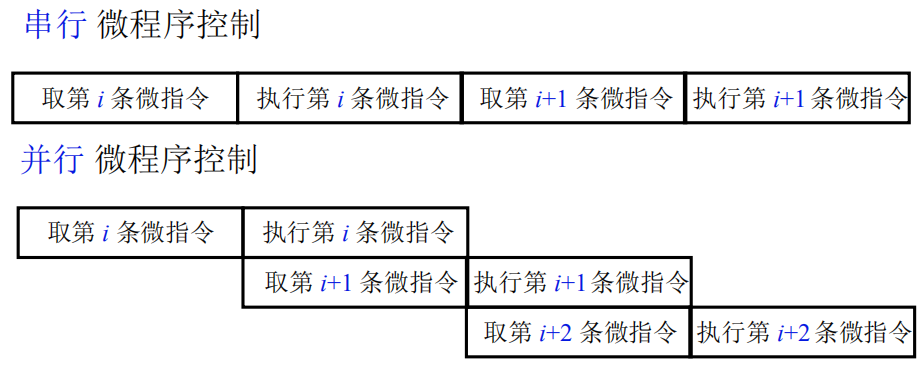 串行 微程序控制
取第 i 条微指令 执行第 i 条微指令 取第 i+1 条微指令 执行第 i+1 条微指令
并行 微程序控制
取第 i 条微指令 执行第 i 条微指令
取第 i+1 条微指令 执行第 i+1 条微指令
取第 i+2 条微指令 执行第 i+2 条微指令